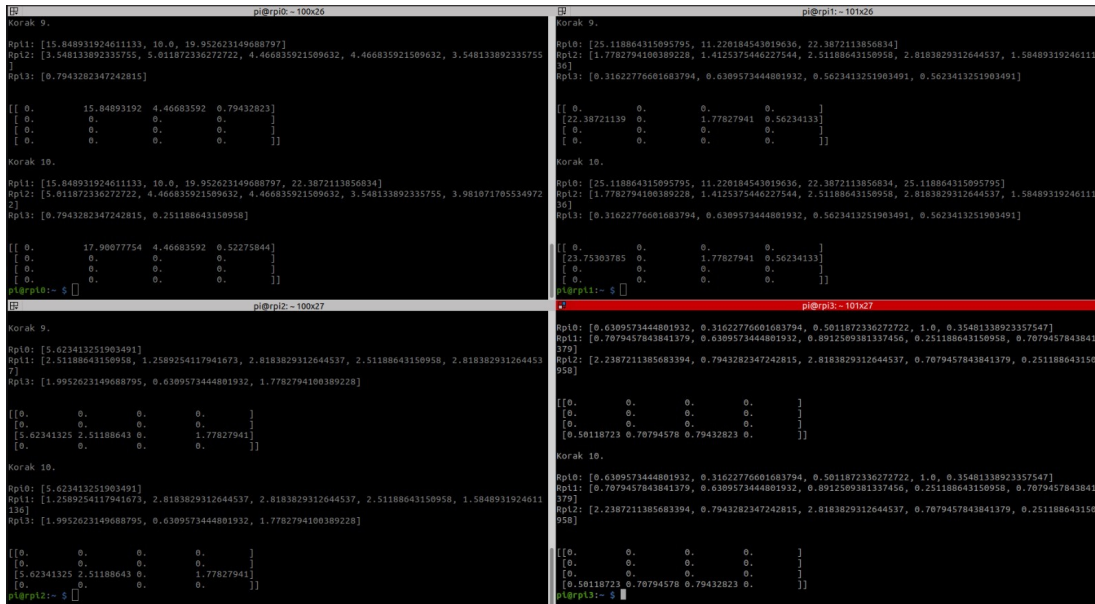 pi@rpi0: ~ 100x26
Korak 9.
Rpi1: [15.848931924611133, 10.0, 19.952623149688797]
Rpi2: [3.548133892335755, 5.011872336272722, 4.466835921509632, 4.466835921509632, 3.548133892335755
]
Rpi3: [0.7943282347242815]
[[ 0. 15.84893192 4.46683592 0.79432823]
[ 0. 0. 0. 0. ]
[ 0. 0. 0. 0. ]
[ 0. 0. 0. 0. ]]
Korak 10.
Rpi1: [15.848931924611133, 10.0, 19.952623149688797, 22.3872113856834]
Rpi2: [5.011872336272722, 4.466835921509632, 4.466835921509632, 3.548133892335755, 3.981071705534972
2]
Rpi3: [0.7943282347242815, 0.251188643150958]
[[ 0. 17.90077754 4.46683592 0.52275844]
[ 0. 0. 0. 0. ]
[ 0. 0. 0. 0. ]
[ 0. 0. 0. 0. ]]
pi@rpi0:~ $
pi@rpi1: ~ 101x26
Korak 9.
Rpi0: [25.118864315095795, 11.220184543019636, 22.3872113856834]
Rpi2: [1.7782794100389228, 1.4125375446227544, 2.51188643150958, 2.8183829312644537, 1.5848931924611
36]
Rpi3: [0.31622776601683794, 0.6309573444801932, 0.5623413251903491, 0.5623413251903491]
[[ 0. 0. 0. 0. ]
[22.38721139 0. 1.77827941 0.56234133]
[ 0. 0. 0. 0. ]
[ 0. 0. 0. 0. ]]
Korak 10.
Rpi0: [25.118864315095795, 11.220184543019636, 22.3872113856834, 25.118864315095795]
Rpi2: [1.7782794100389228, 1.4125375446227544, 2.51188643150958, 2.8183829312644537, 1.5848931924611
36]
Rpi3: [0.31622776601683794, 0.6309573444801932, 0.5623413251903491, 0.5623413251903491]
[[ 0. 0. 0. 0. ]
[23.75303785 0. 1.77827941 0.56234133]
[ 0. 0. 0. 0. ]
[ 0. 0. 0. 0. ]]
pi@rpi1:~ $
pi@rpi2: ~ 100x27
Korak 9.
Rpi0: [5.623413251903491]
Rpi1: [2.51188643150958, 1.2589254117941673, 2.8183829312644537, 2.51188643150958, 2.818382931264453
7]
Rpi3: [1.9952623149688795, 0.6309573444801932, 1.7782794100389228]
[[0. 0. 0. 0. ]
[0. 0. 0. 0. ]
[5.62341325 2.51188643 0. 1.77827941]
[0. 0. 0. 0. ]]
Korak 10.
Rpi0: [5.623413251903491]
Rpi1: [1.2589254117941673, 2.8183829312644537, 2.8183829312644537, 2.51188643150958, 1.5848931924611
136]
Rpi3: [1.9952623149688795, 0.6309573444801932, 1.7782794100389228]
[[0. 0. 0. 0. ]
[0. 0. 0. 0. ]
[5.62341325 2.51188643 0. 1.77827941]
[0. 0. 0. 0. ]]
pi@rpi2:~ $
pi@rpi3: ~ 101x27
Rpi0: [0.6309573444801932, 0.31622776601683794, 0.5011872336272722, 1.0, 0.35481338923357547]
Rpi1: [0.7079457843841379, 0.6309573444801932, 0.8912509381337456, 0.251188643150958, 0.7079457843841
379]
Rpi2: [2.2387211385683394, 0.7943282347242815, 2.8183829312644537, 0.7079457843841379, 0.251188643150
958]
[[0. 0. 0. 0. ]
[0. 0. 0. 0. ]
[0. 0. 0. 0. ]
[0.50118723 0.70794578 0.79432823 0. ]]
Korak 10.
Rpi0: [0.6309573444801932, 0.31622776601683794, 0.5011872336272722, 1.0, 0.35481338923357547]
Rpi1: [0.7079457843841379, 0.6309573444801932, 0.8912509381337456, 0.251188643150958, 0.7079457843841
379]
Rpi2: [2.2387211385683394, 0.7943282347242815, 2.8183829312644537, 0.7079457843841379, 0.251188643150
958]
[[0. 0. 0. 0. ]
[0. 0. 0. 0. ]
[0. 0. 0. 0. ]
[0.50118723 0.70794578 0.79432823 0. ]]
pi@rpi3:~ $